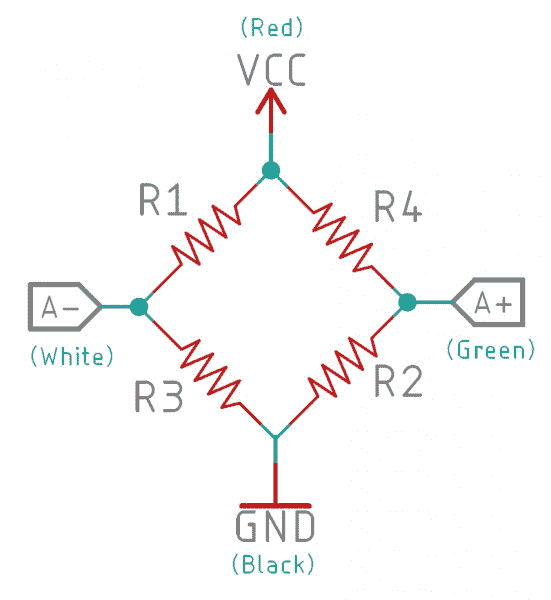 (Red)
VCC
R1
R4
A-
A+
(White)
(Green)
R3
R2
GND
(Black)